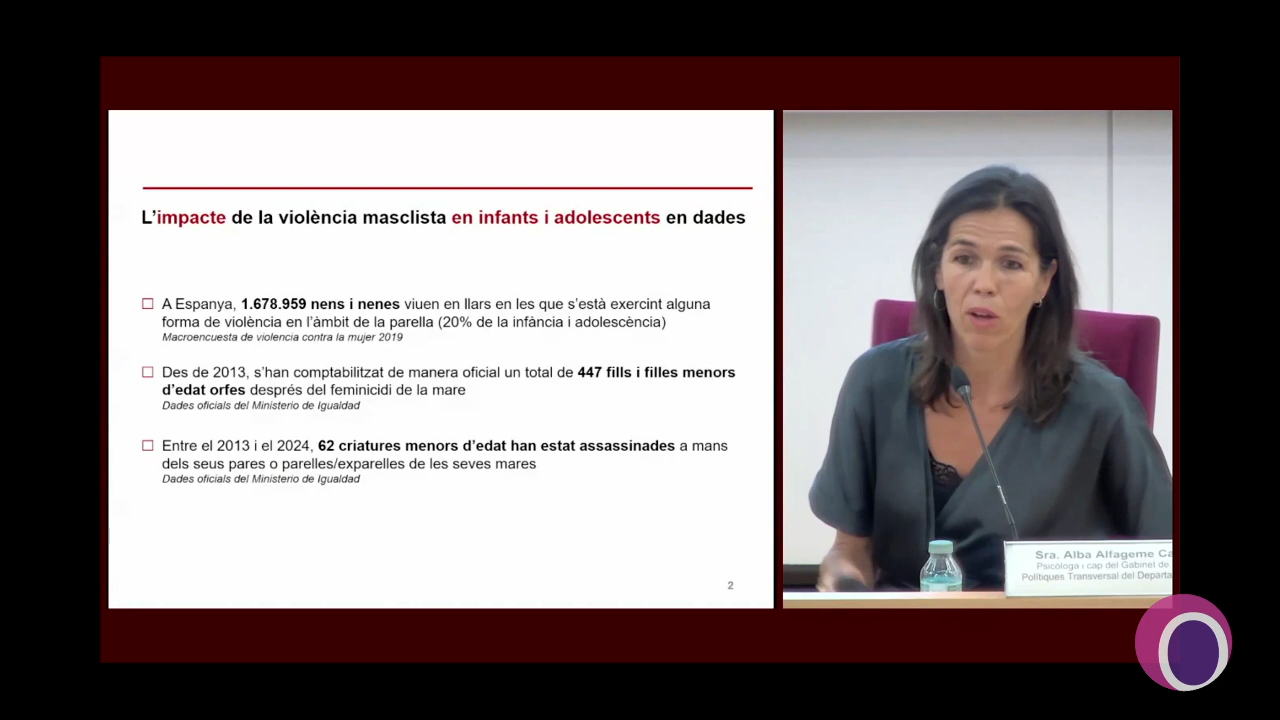 L'impacte de la violència masclista en infants i adolescents en dades
A Espanya, 1.678.959 nens i nenes viuen en llars en les que s'està exercint alguna
forma de violència en l'àmbit de la parella (20% de la infància i adolescència)
Macroencuesta de violencia contra la mujer 2019
Des de 2013, s'han comptabilitzat de manera oficial un total de 447 fills i filles menors
d'edat orfes després del feminicidi de la mare
Dades oficials del Ministerio de Igualdad
Entre el 2013 i el 2024, 62 criatures menors d'edat han estat assassinades a mans
dels seus pares o parelles/exparelles de les seves mares
Dades oficials del Ministerio de Igualdad
2
Sra. Alba Alfageme Ca
Psicòloga i cap del Gabinet de
Polítiques Transversal del Departa